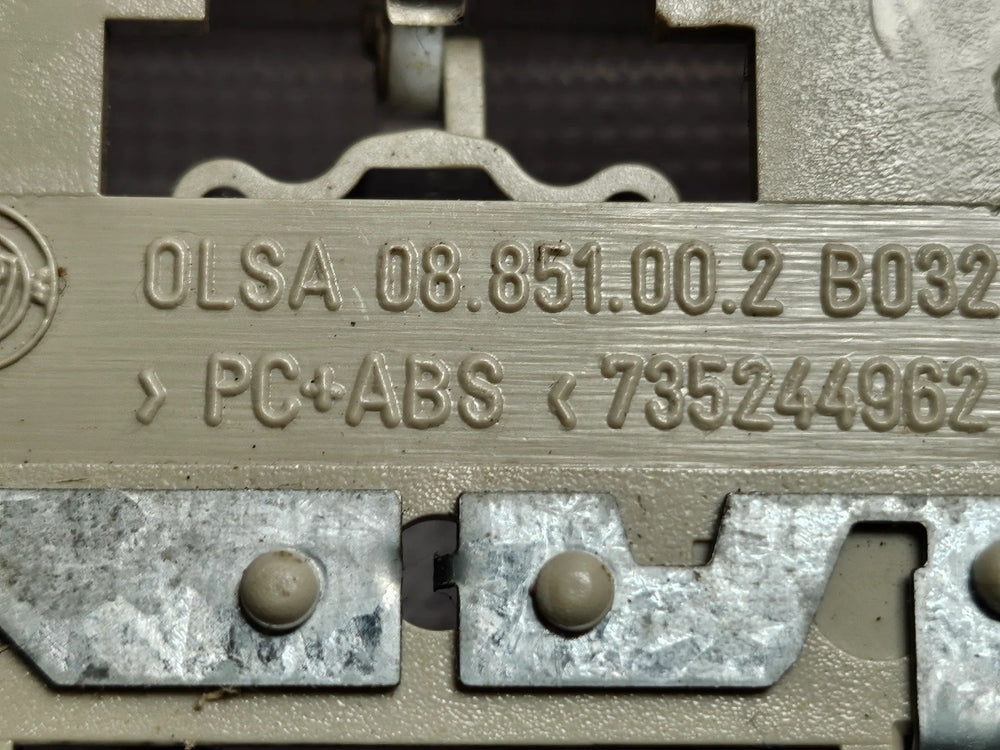 OLSA 08.851.00.2 B032
> PC+ABS < 735244962